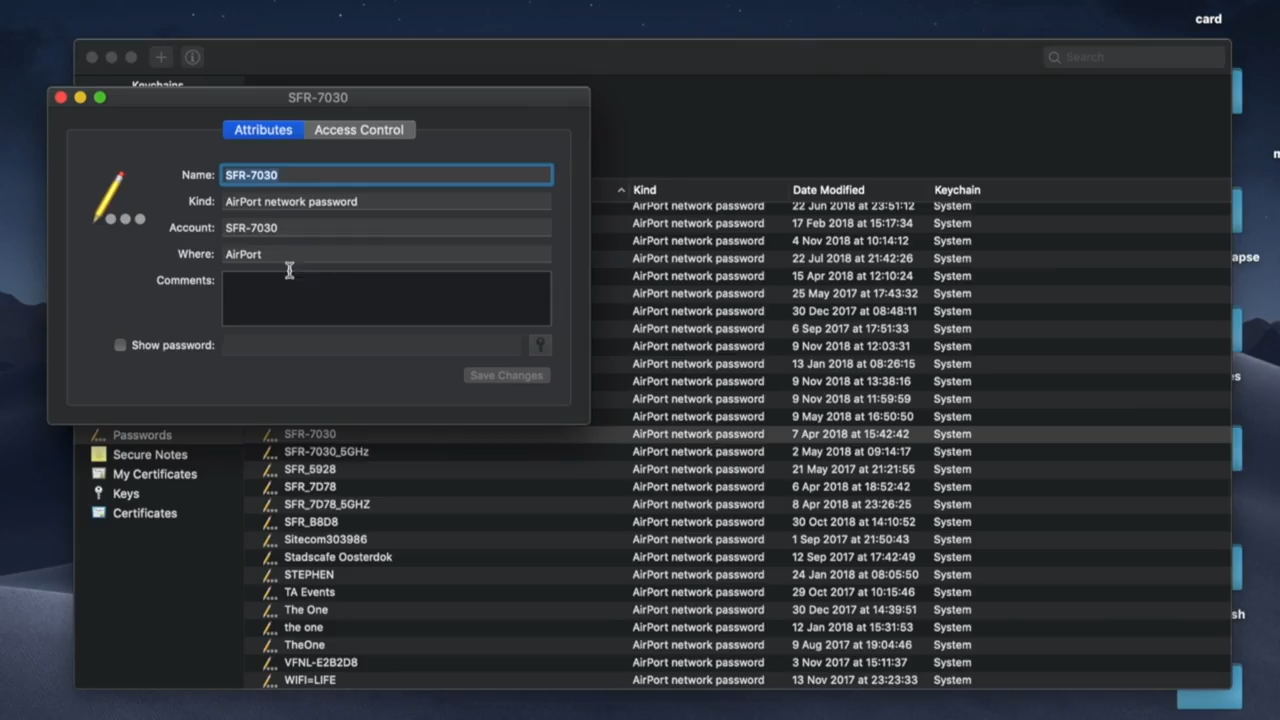 card
Search
Keychains
SFR-7030
Attributes
Access Control
Name: SFR-7030
Kind: AirPort network password
Account: SFR-7030
Where: AirPort
Comments:
Show password:
Save Changes
Kind Date Modified Keychain
AirPort network password 22 Jun 2018 at 23:51:12 System
AirPort network password 17 Feb 2018 at 15:17:34 System
AirPort network password 4 Nov 2018 at 10:14:12 System
AirPort network password 22 Jul 2018 at 21:42:26 System
AirPort network password 15 Apr 2018 at 12:10:24 System
AirPort network password 25 May 2017 at 17:43:32 System
AirPort network password 30 Dec 2017 at 08:48:11 System
AirPort network password 6 Sep 2017 at 17:51:33 System
AirPort network password 9 Nov 2018 at 12:03:31 System
AirPort network password 13 Jan 2018 at 08:26:15 System
AirPort network password 9 Nov 2018 at 13:38:16 System
AirPort network password 9 Nov 2018 at 11:59:59 System
AirPort network password 9 May 2018 at 16:50:50 System
Passwords
Secure Notes
My Certificates
Keys
Certificates
SFR-7030 AirPort network password 7 Apr 2018 at 15:42:42 System
SFR-7030_5GHz AirPort network password 2 May 2018 at 09:14:17 System
SFR_5928 AirPort network password 21 May 2017 at 21:21:55 System
SFR_7D78 AirPort network password 6 Apr 2018 at 18:52:42 System
SFR_7D78_5GHZ AirPort network password 8 Apr 2018 at 23:26:25 System
SFR_B8D8 AirPort network password 30 Oct 2018 at 14:10:52 System
Sitecom303986 AirPort network password 1 Sep 2017 at 21:50:43 System
Stadscafe Oosterdok AirPort network password 12 Sep 2017 at 17:42:49 System
STEPHEN AirPort network password 24 Jan 2018 at 08:05:50 System
TA Events AirPort network password 29 Oct 2017 at 10:15:46 System
The One AirPort network password 30 Dec 2017 at 14:39:51 System
the one AirPort network password 12 Jan 2018 at 15:31:53 System
TheOne AirPort network password 9 Aug 2017 at 19:04:46 System
VFNL-E2B2D8 AirPort network password 3 Nov 2017 at 15:11:37 System
WIFI=LIFE AirPort network password 13 Nov 2017 at 23:23:33 System
apse
es
sh